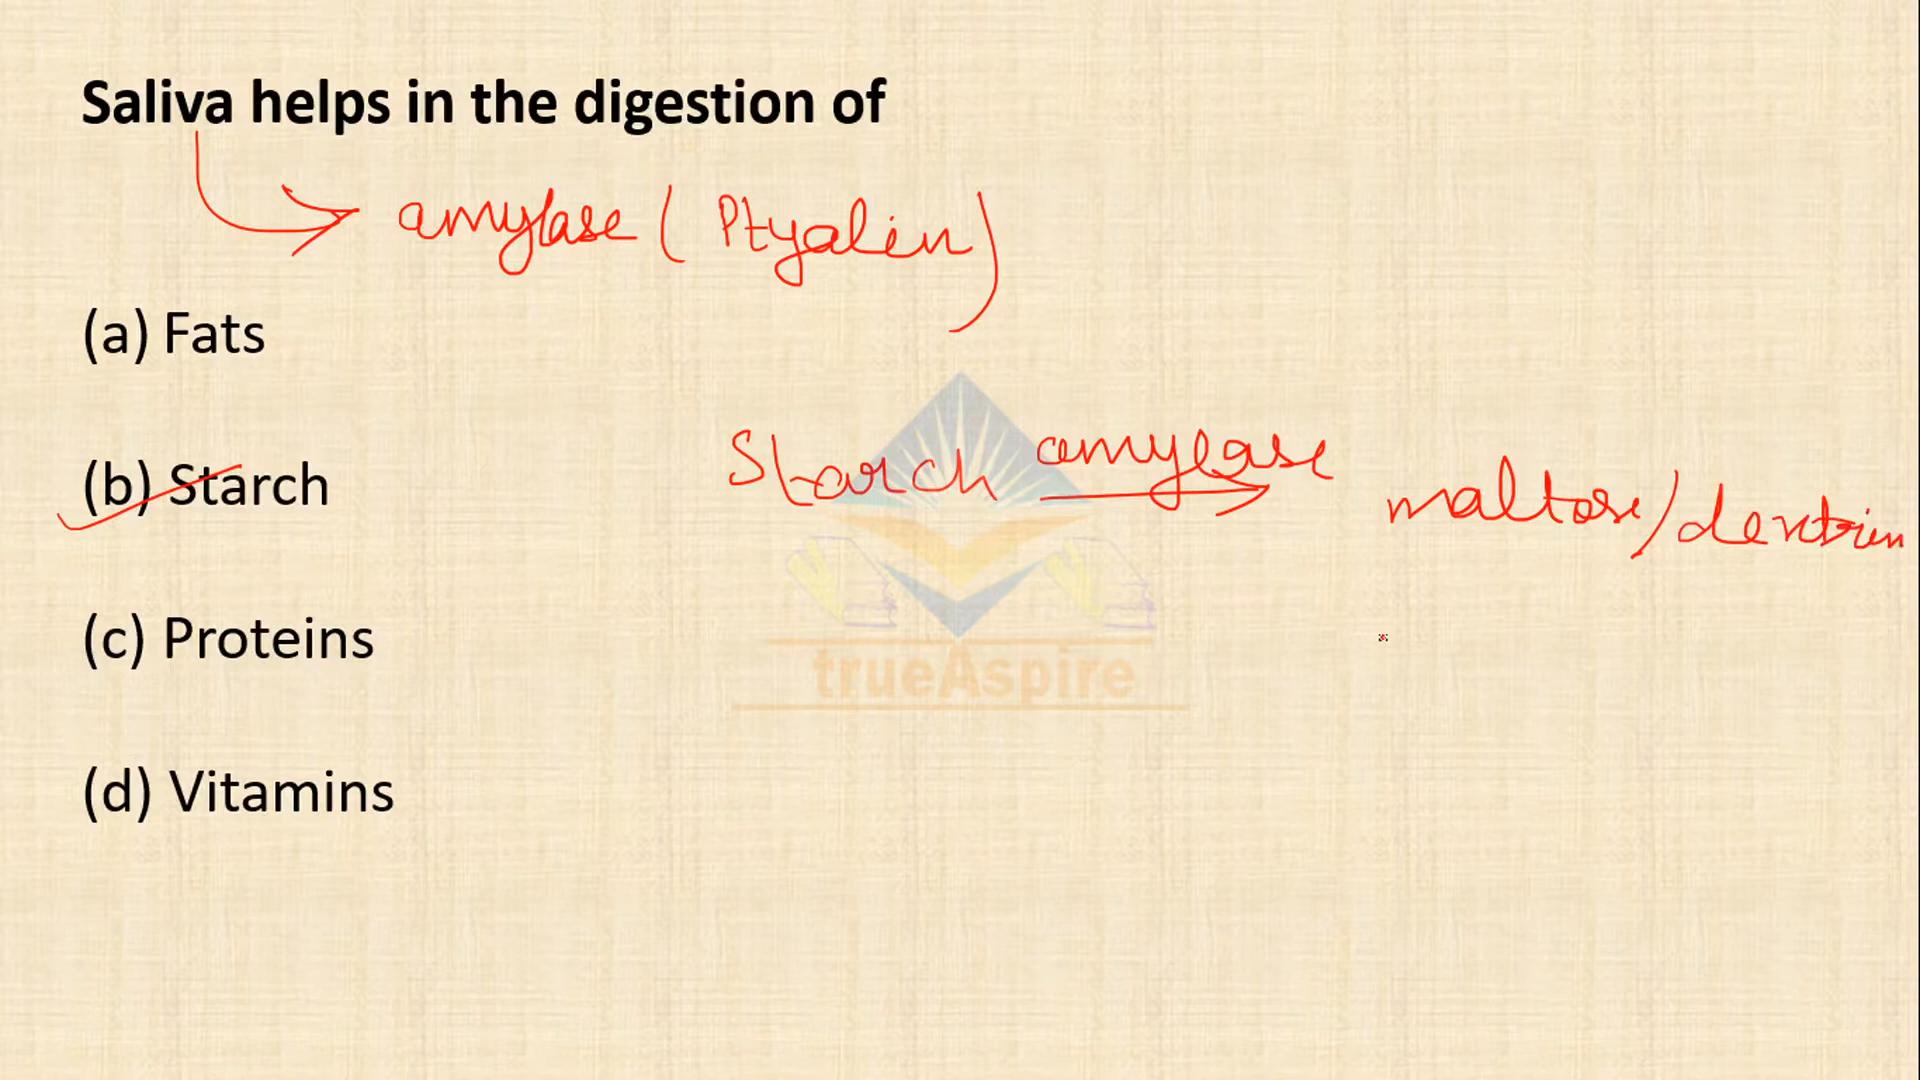 Saliva helps in the digestion of
amylase (Ptyalin)
(a) Fats
(b) Starch
Starch amylase maltose/dextrin
(c) Proteins
trueAspire
(d) Vitamins